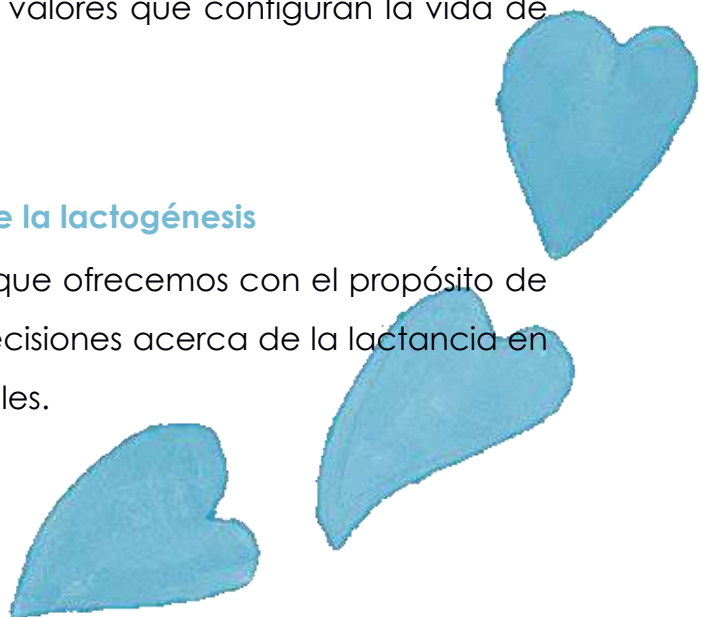 valores que configuran la vida de
e la lactogénesis
que ofrecemos con el propósito de
ecisiones acerca de la lactancia en
les.